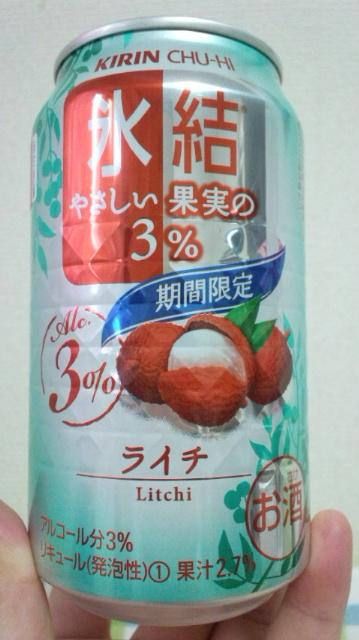 KIRIN CHU-HI
氷結
やさしい果実の
3%
期間限定
Alc.
3%
ライチ
Litchi
お酒
アルコール分3%
リキュール(発泡性)① 果汁2.7%